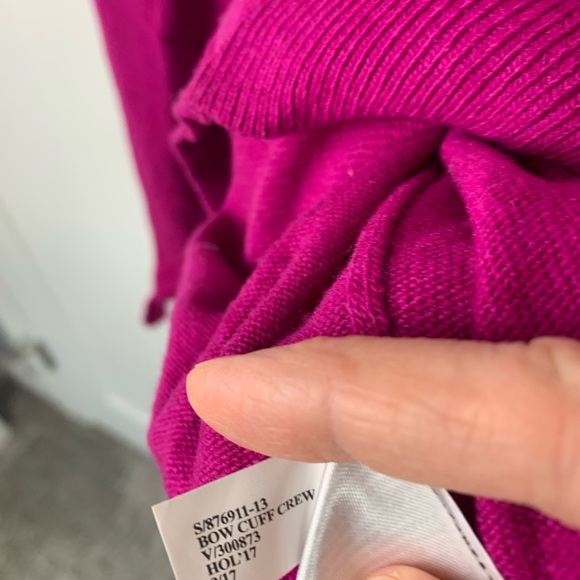 S/876911-13
BOW CUFF CREW
V/300873
HOL'17